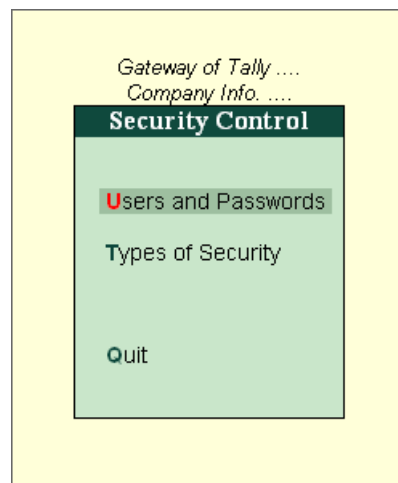 Gateway of Tally ....
Company Info. ....
Security Control
Users and Passwords
Types of Security
Quit